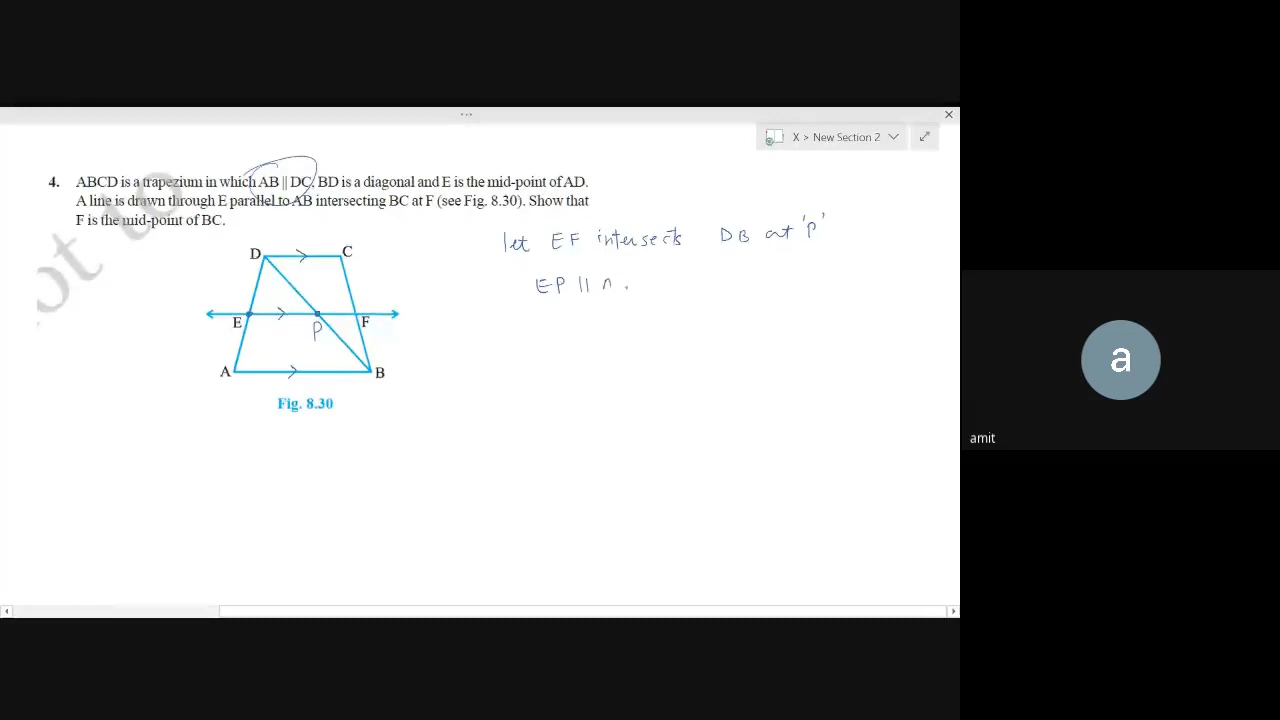 X > New Section 2
4. ABCD is a trapezium in which AB || DC, BD is a diagonal and E is the mid-point of AD.
A line is drawn through E parallel to AB intersecting BC at F (see Fig. 8.30). Show that
F is the mid-point of BC.
let EF intersects DB at 'P'
EP ||
D C
E P F
A B
Fig. 8.30
not to
a
amit